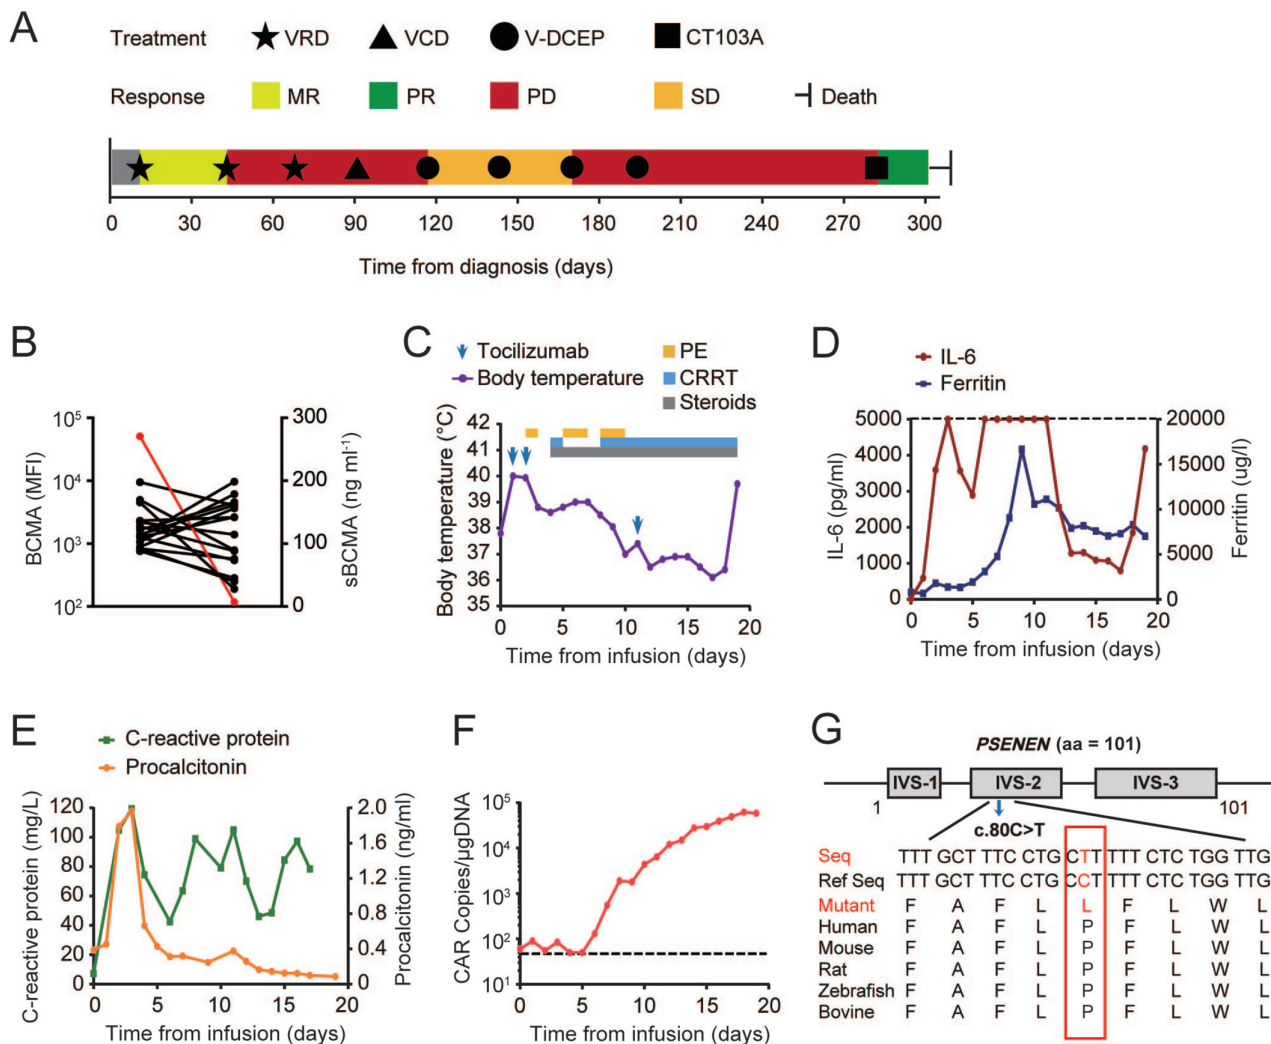 A
Treatment VRD VCD V-DCEP CT103A
Response MR PR PD SD Death
0 30 60 90 120 150 180 210 240 270 300
Time from diagnosis (days)
B
BCMA (MFI)
10⁵
10⁴
10³
10²
300
200
100
0
sBCMA (ng ml⁻¹)
C
Tocilizumab PE
Body temperature CRRT
Steroids
Body temperature (°C)
42
41
40
39
38
37
36
35
0 5 10 15 20
Time from infusion (days)
D
IL-6
Ferritin
IL-6 (pg/ml)
5000
4000
3000
2000
1000
0
20000
15000
10000
5000
0
Ferritin (ug/l)
0 5 10 15 20
Time from infusion (days)
E
C-reactive protein
Procalcitonin
C-reactive protein (mg/L)
120
100
80
60
40
20
0
2.0
1.6
1.2
0.8
0.4
0
Procalcitonin (ng/ml)
0 5 10 15 20
Time from infusion (days)
F
CAR Copies/μgDNA
10⁵
10⁴
10³
10²
10¹
0 5 10 15 20
Time from infusion (days)
G
PSENEN (aa = 101)
IVS-1 IVS-2 IVS-3
1 101
c.80C>T
Seq TTT GCT TTC CTG CTT TTT CTC TGG TTG
Ref Seq TTT GCT TTC CTG CCT TTT CTC TGG TTG
Mutant F A F L L F L W L
Human F A F L P F L W L
Mouse F A F L P F L W L
Rat F A F L P F L W L
Zebrafish F A F L P F L W L
Bovine F A F L P F L W L